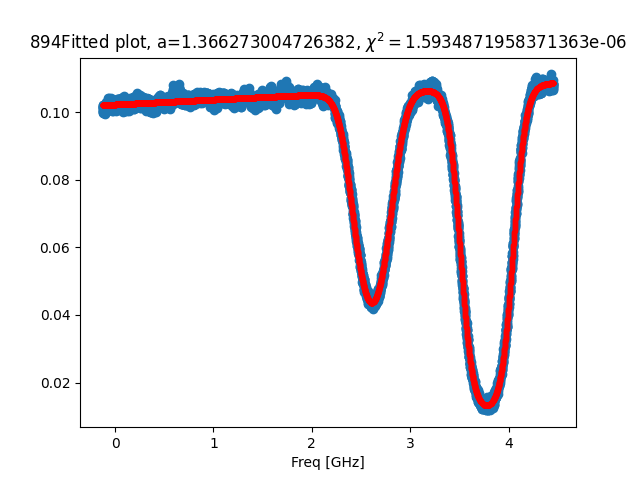 894Fitted plot, a=1.366273004726382, χ² = 1.5934871958371363e-06
0.10
0.08
0.06
0.04
0.02
0 1 2 3 4
Freq [GHz]